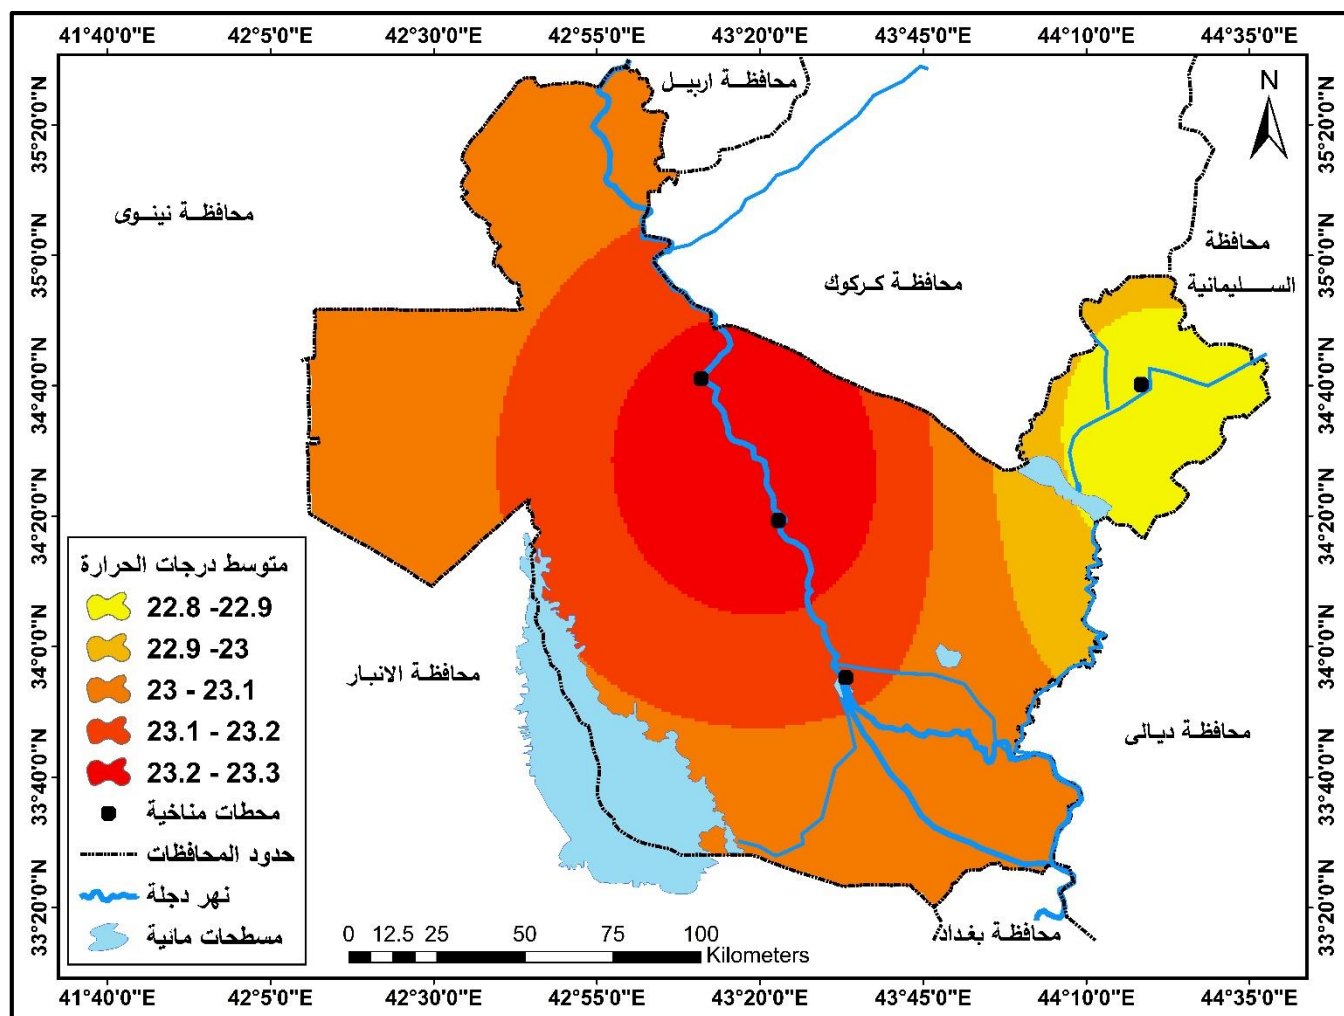 41°40'0"E 42°5'0"E 42°30'0"E 42°55'0"E 43°20'0"E 43°45'0"E 44°10'0"E 44°35'0"E
محافظـة اربيـل
N
35°20'0"N 35°20'0"N
محافظـة نينـوى
محافظة
السـليمانية
35°0'0"N 35°0'0"N
محافظـة كـركوك
34°40'0"N 34°40'0"N
34°20'0"N 34°20'0"N
متوسط درجات الحرارة
22.8 -22.9
22.9 -23
23 - 23.1
23.1 - 23.2
23.2 - 23.3
محطات مناخية
حدود المحافظات
نهر دجلة
مسطحات مائية
34°0'0"N 34°0'0"N
محافظـة الانبـار
محافظـة ديـالى
33°40'0"N 33°40'0"N
33°20'0"N 33°20'0"N
محافظـة بغـداد
0 12.5 25 50 75 100
Kilometers
41°40'0"E 42°5'0"E 42°30'0"E 42°55'0"E 43°20'0"E 43°45'0"E 44°10'0"E 44°35'0"E